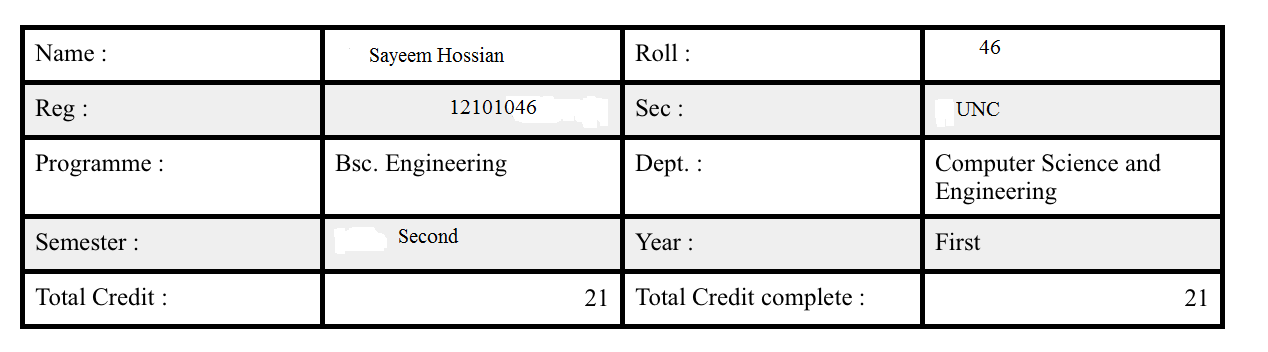 Name : Sayeem Hossian Roll : 46
Reg : 12101046 Sec : UNC
Programme : Bsc. Engineering Dept. : Computer Science and
Engineering
Semester : Second Year : First
Total Credit : 21 Total Credit complete : 21